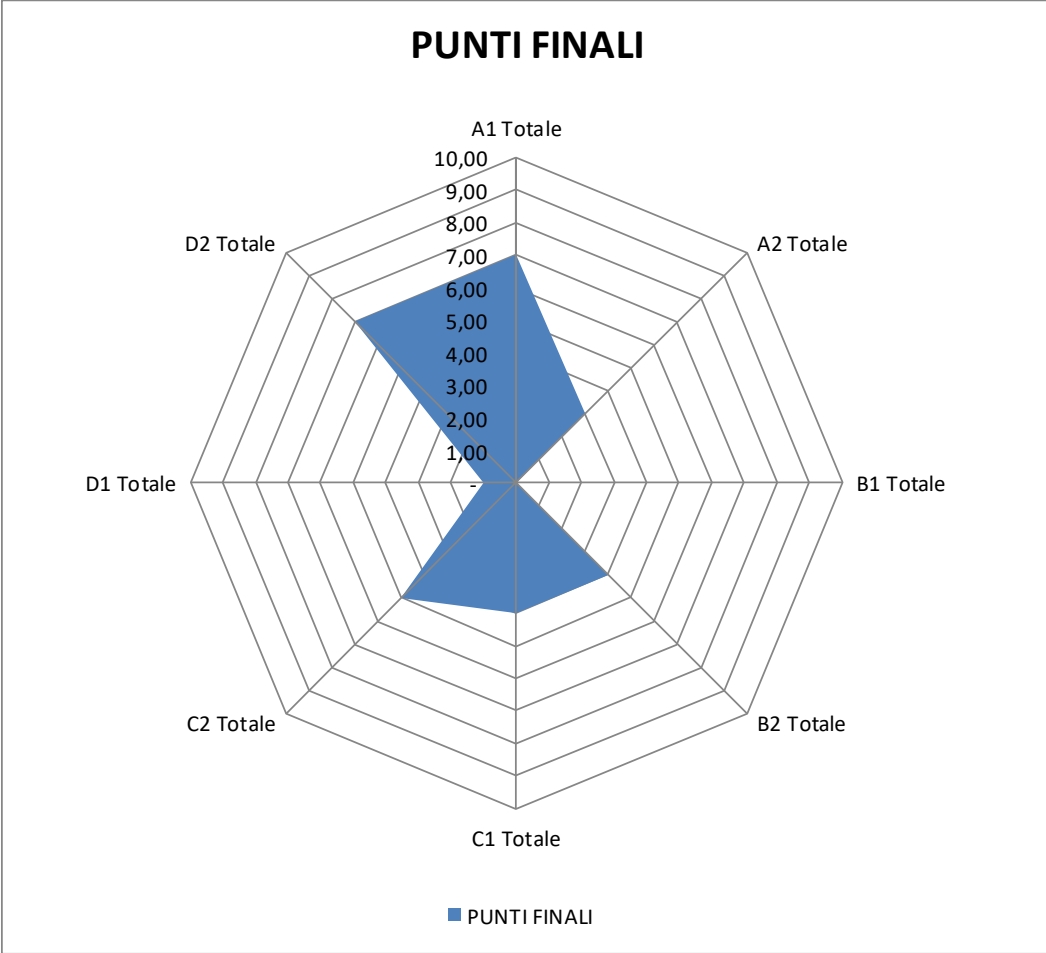 PUNTI FINALI
A1 Totale
10,00
9,00
8,00
D2 Totale
A2 Totale
7,00
6,00
5,00
4,00
3,00
2,00
1,00
-
D1 Totale
B1 Totale
C2 Totale
B2 Totale
C1 Totale
PUNTI FINALI